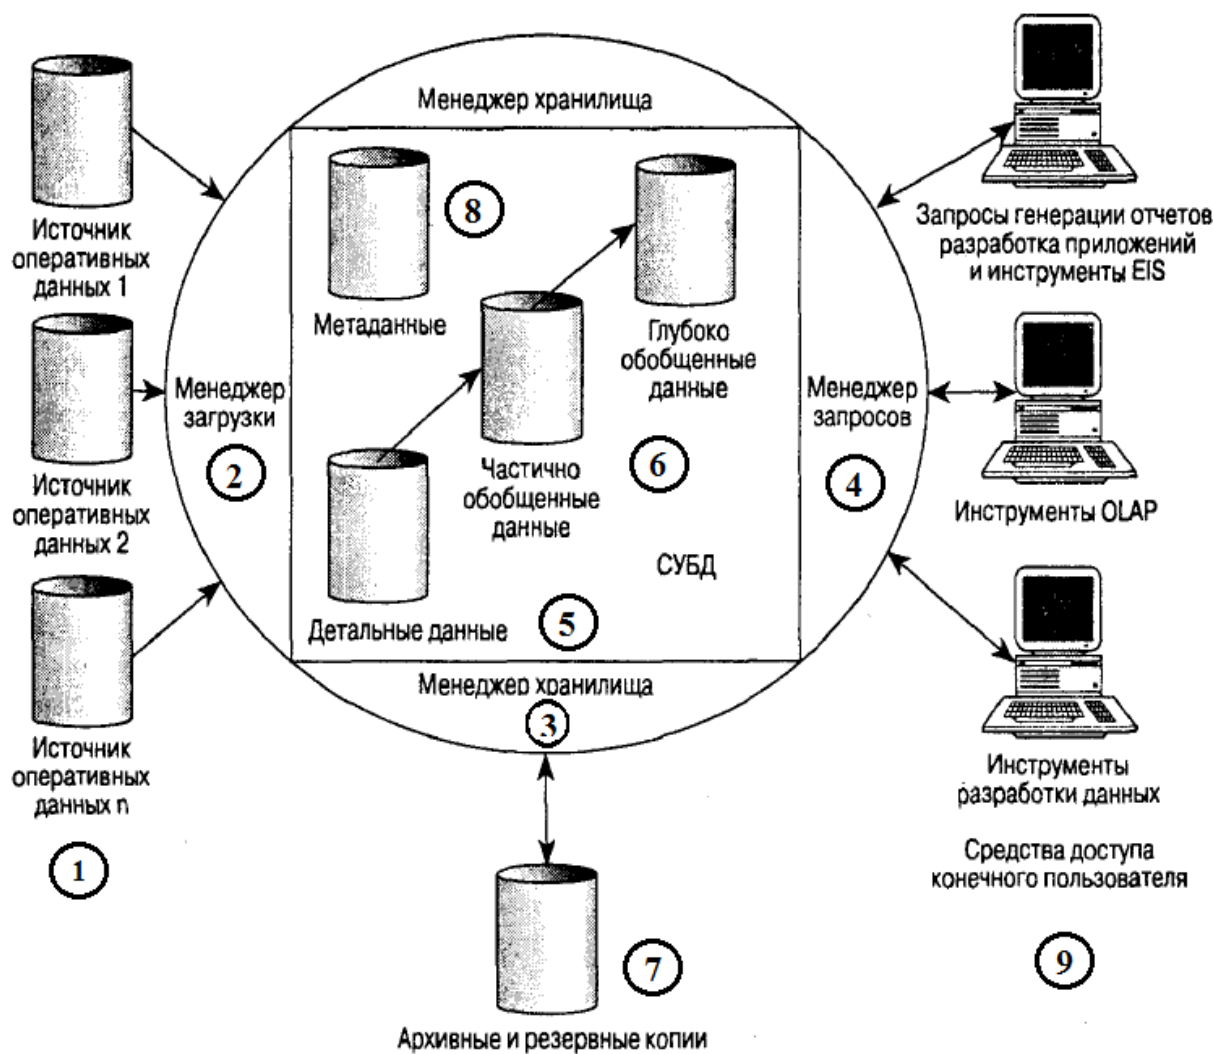 Менеджер хранилища
Источник
оперативных
данных 1
8
Метаданные
Запросы генерации отчетов
разработка приложений
и инструменты EIS
Глубоко
обобщенные
данные
Менеджер
загрузки
2
Менеджер
запросов
4
Источник
оперативных
данных 2
Частично
обобщенные
данные
6
Инструменты OLAP
СУБД
Детальные данные
5
Менеджер хранилища
3
Источник
оперативных
данных n
1
Инструменты
разработки данных
Средства доступа
конечного пользователя
9
7
Архивные и резервные копии